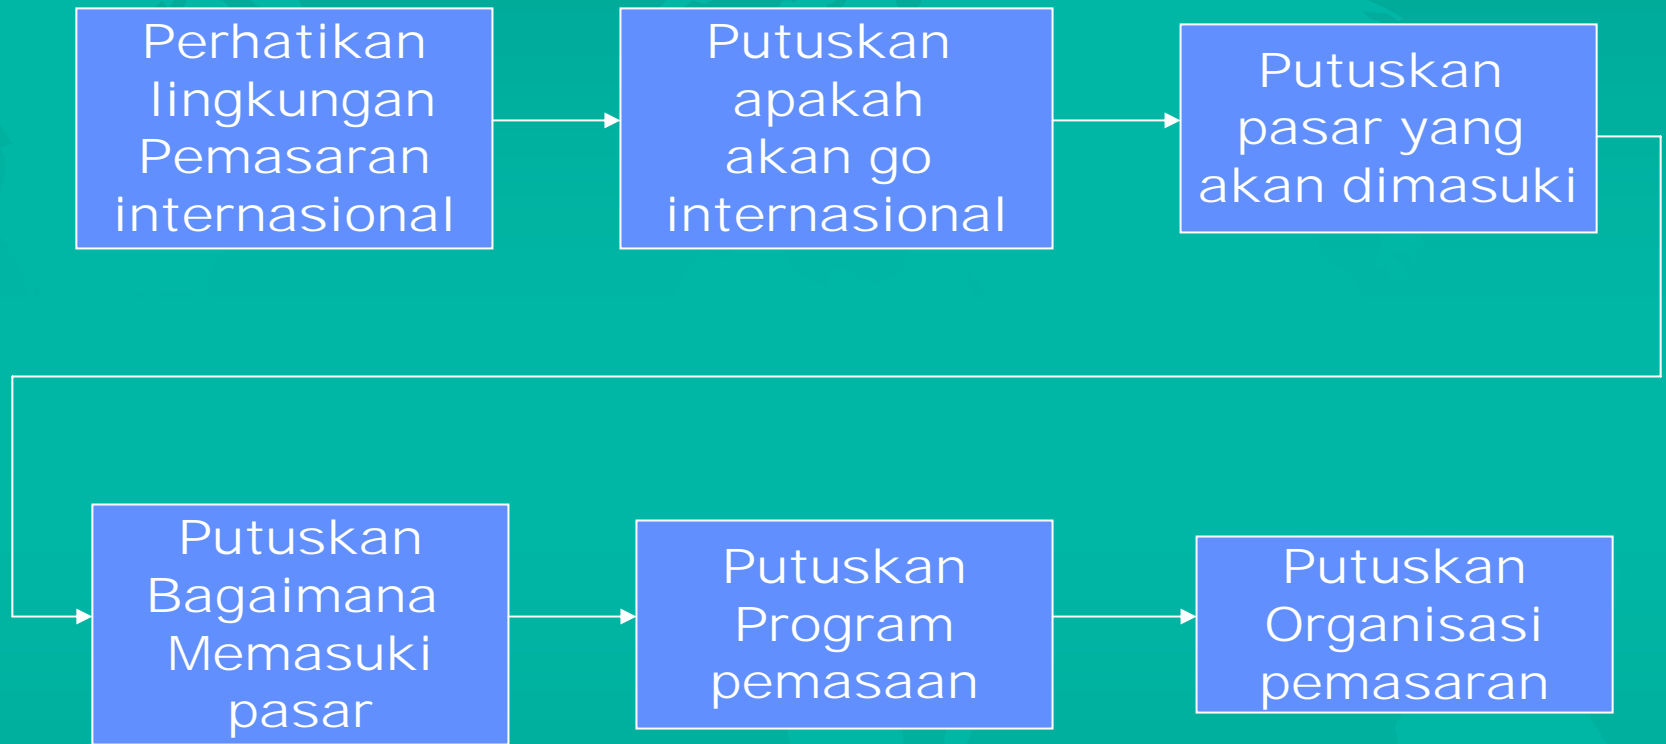 Perhatikan
lingkungan
Pemasaran
internasional
Putuskan
apakah
akan go
internasional
Putuskan
pasar yang
akan dimasuki
Putuskan
Bagaimana
Memasuki
pasar
Putuskan
Program
pemasaan
Putuskan
Organisasi
pemasaran